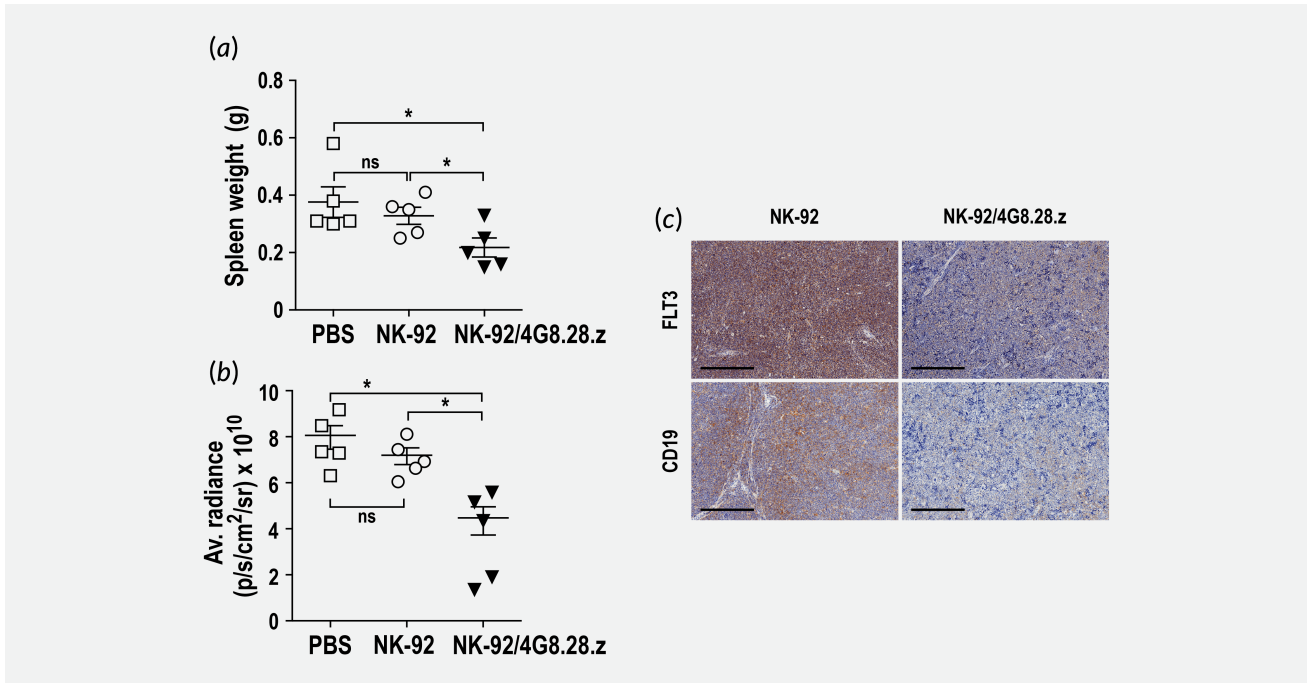 (a)
Spleen weight (g)
0.8
0.6
0.4
0.2
0
*
ns
*
PBS NK-92 NK-92/4G8.28.z
(b)
Av. radiance
(p/s/cm²/sr) x 10¹⁰
10
8
6
4
2
0
*
*
ns
PBS NK-92 NK-92/4G8.28.z
(c)
NK-92 NK-92/4G8.28.z
FLT3
CD19